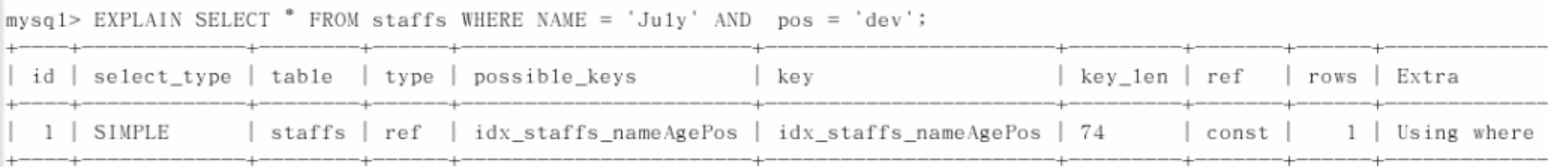 mysql> EXPLAIN SELECT * FROM staffs WHERE NAME = 'July' AND  pos = 'dev';
+----+-------------+--------+------+-----------------------+-----------------------+---------+-------+------+-------------
| id | select_type | table  | type | possible_keys         | key                   | key_len | ref   | rows | Extra
+----+-------------+--------+------+-----------------------+-----------------------+---------+-------+------+-------------
| 1 | SIMPLE      | staffs | ref  | idx_staffs_nameAgePos | idx_staffs_nameAgePos | 74      | const |    1 | Using where
+----+-------------+--------+------+-----------------------+-----------------------+---------+-------+------+-------------